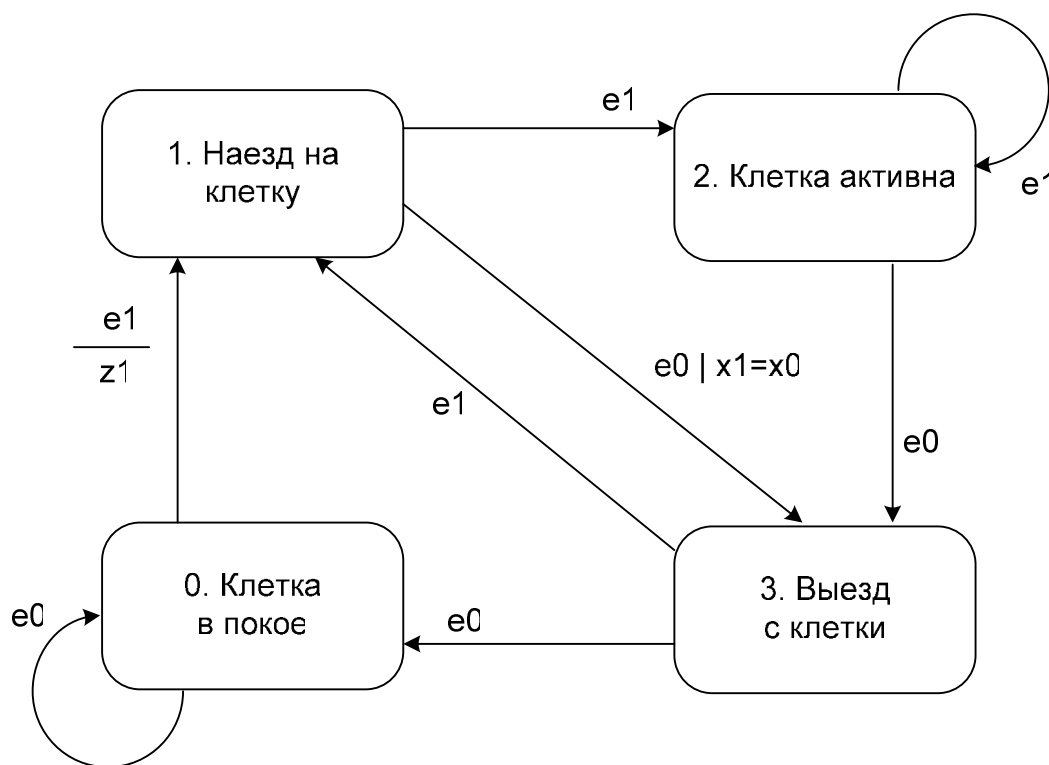 1. Наезд на
клетку
e1
2. Клетка активна
e1
e1
z1
e0 | x1=x0
e1
e0
0. Клетка
в покое
e0
e0
3. Выезд
с клетки